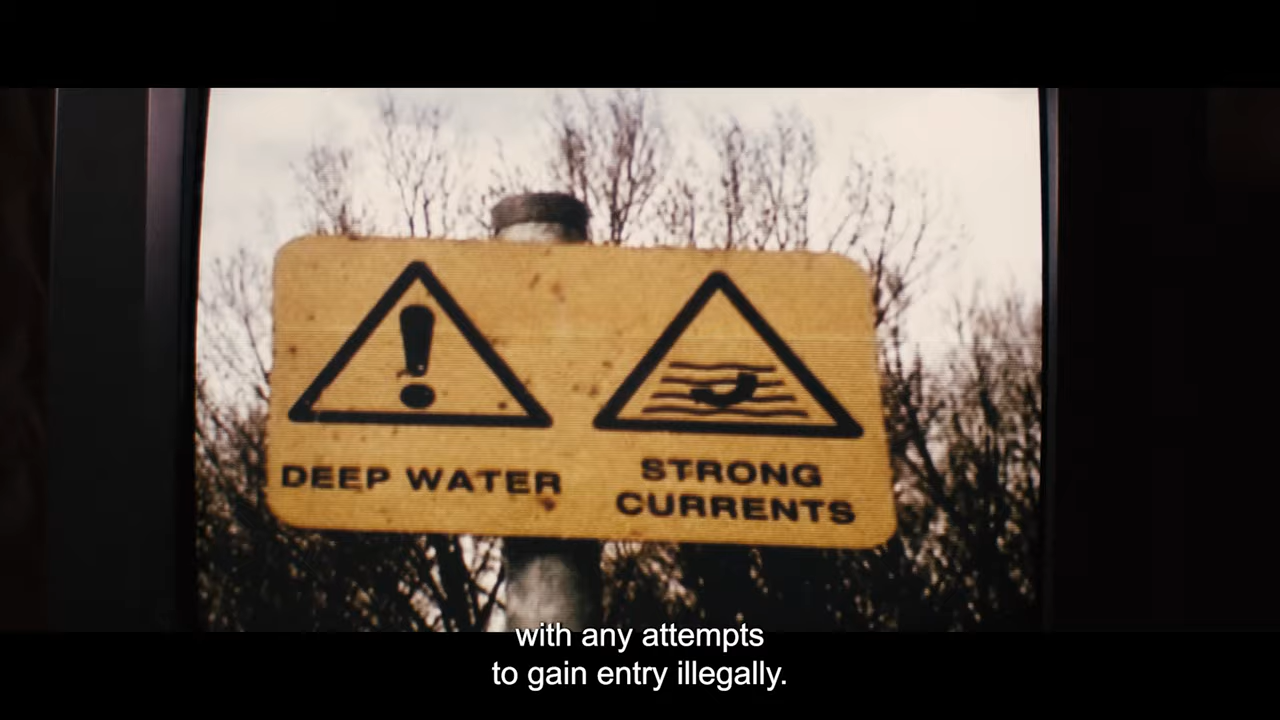 DEEP WATER
STRONG
CURRENTS
with any attempts
to gain entry illegally.